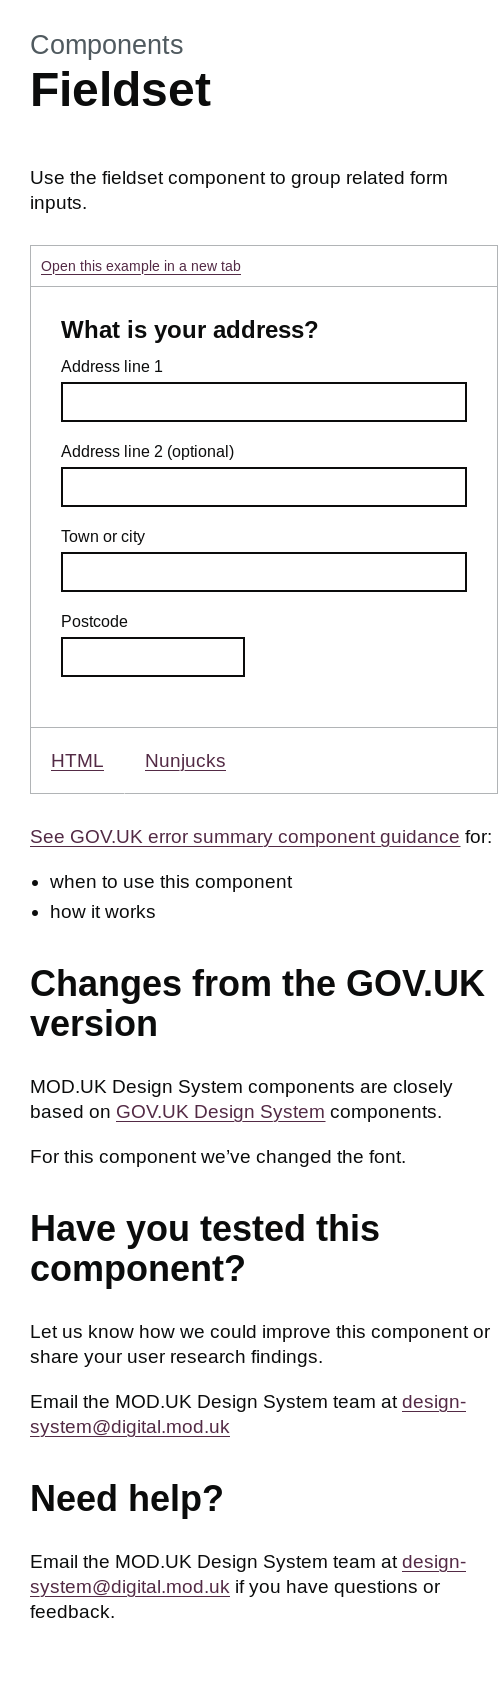 Components
Fieldset
Use the fieldset component to group related form
inputs.
Open this example in a new tab
What is your address?
Address line 1
Address line 2 (optional)
Town or city
Postcode
HTML Nunjucks
See GOV.UK error summary component guidance for:
• when to use this component
• how it works
Changes from the GOV.UK
version
MOD.UK Design System components are closely
based on GOV.UK Design System components.
For this component we’ve changed the font.
Have you tested this
component?
Let us know how we could improve this component or
share your user research findings.
Email the MOD.UK Design System team at design-
system@digital.mod.uk
Need help?
Email the MOD.UK Design System team at design-
system@digital.mod.uk if you have questions or
feedback.